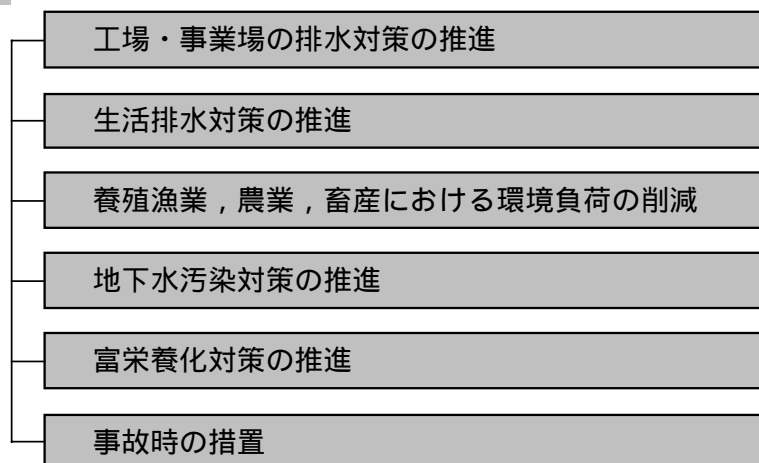 工場・事業場の排水対策の推進
生活排水対策の推進
養殖漁業，農業，畜産における環境負荷の削減
地下水汚染対策の推進
富栄養化対策の推進
事故時の措置